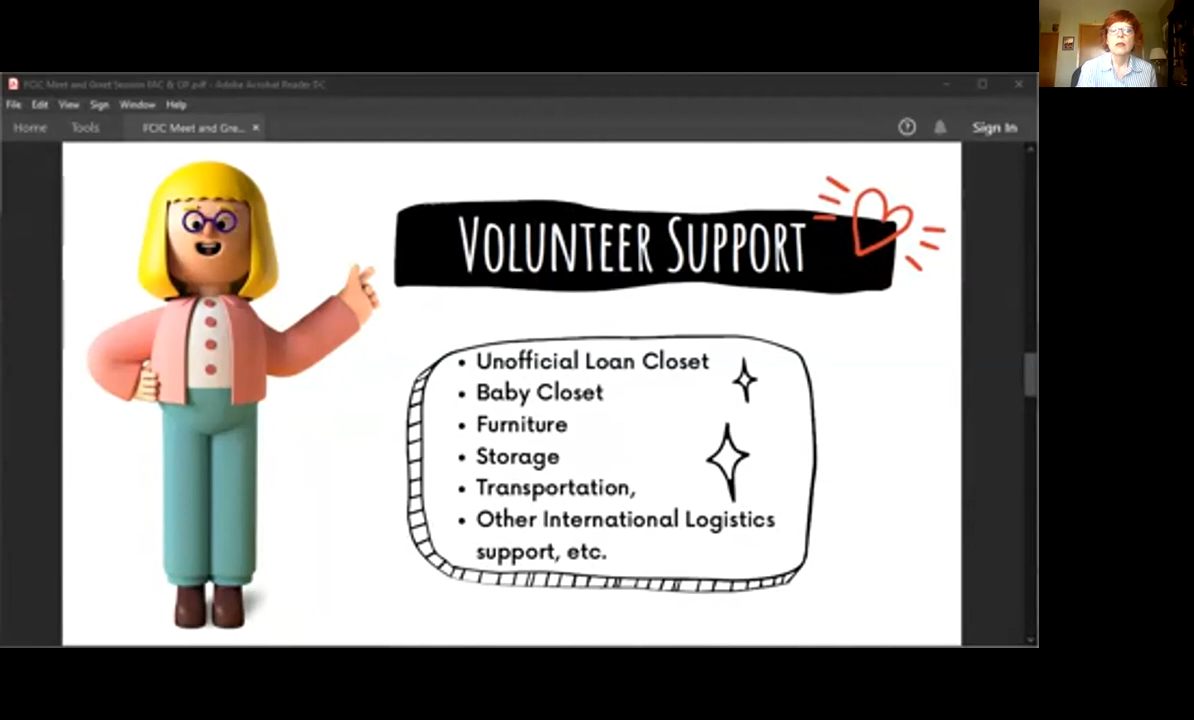 FCIC Meet and Greet Session FAC & CIP.pdf - Adobe Acrobat Reader DC
File Edit View Sign Window Help
Home Tools FCIC Meet and Gre... × Sign In
VOLUNTEER SUPPORT
• Unofficial Loan Closet
• Baby Closet
• Furniture
• Storage
• Transportation,
• Other International Logistics
support, etc.